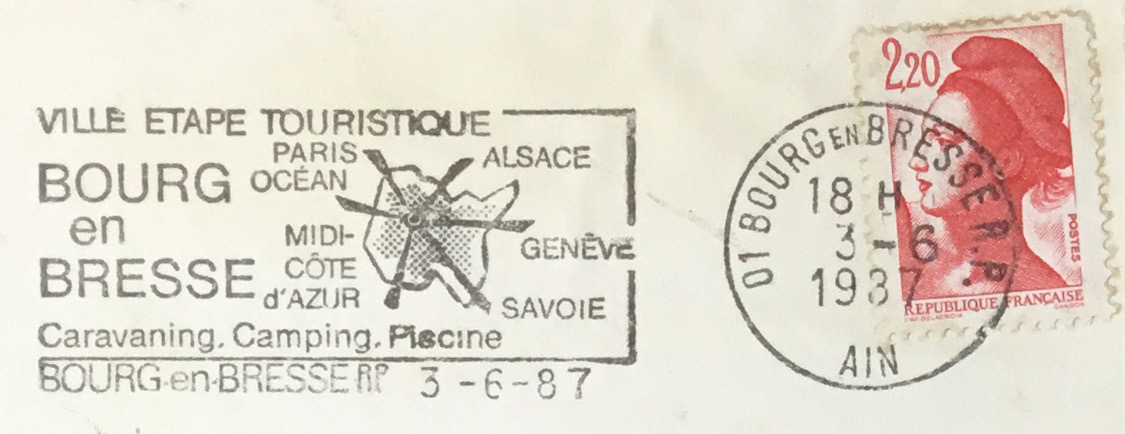 VILLE ETAPE TOURISTIQUE
PARIS
OCÉAN
ALSACE
BOURG
en
BRESSE
MIDI-
CÔTE
d'AZUR
GENÈVE
SAVOIE
Caravaning. Camping. Piscine
BOURG-en-BRESSE RP 3-6-87
01 BOURG EN BRESSE R.P.
18 H
3-6
1987
AIN
2,20
POSTES
REPUBLIQUE FRANÇAISE